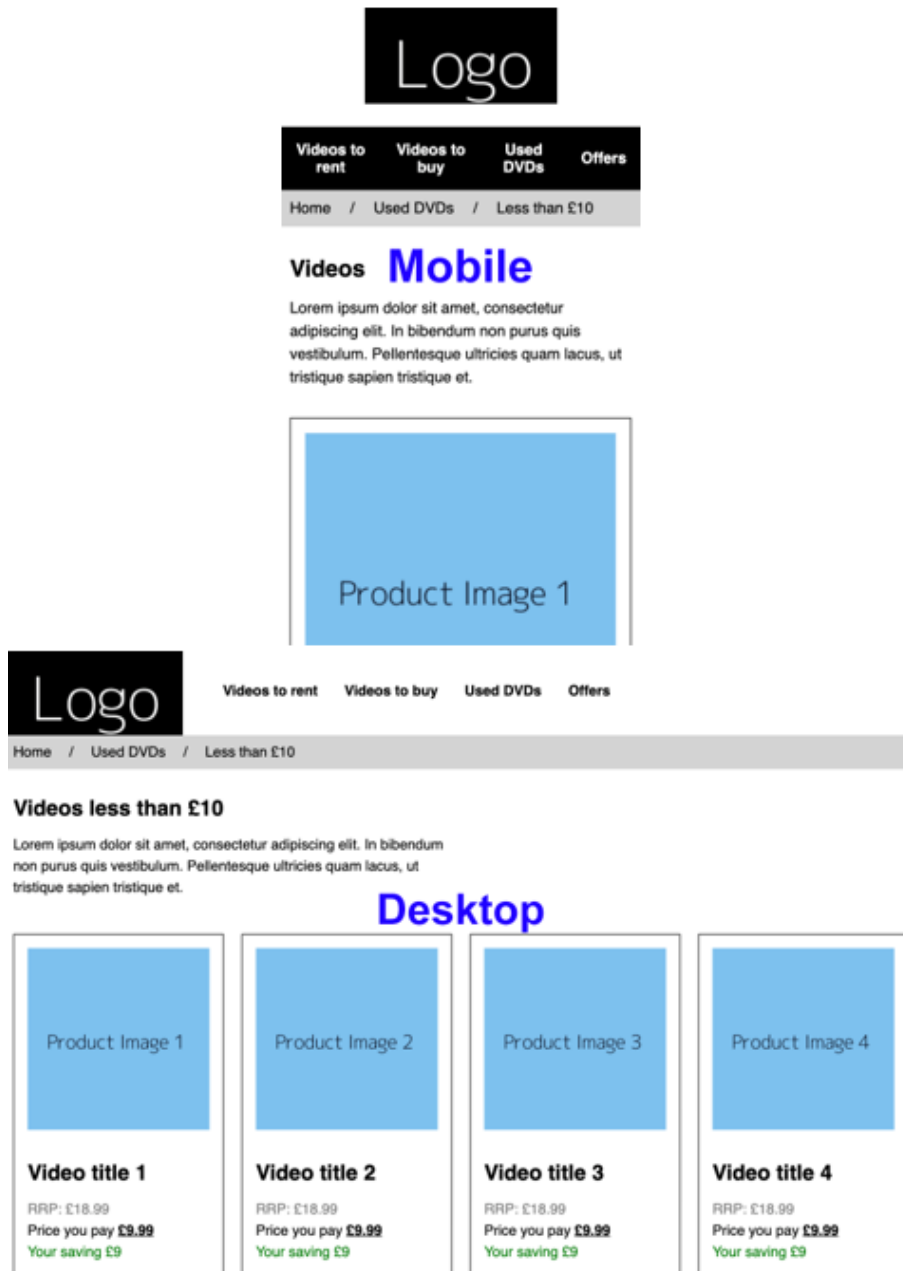 Logo
Videos to rent Videos to buy Used DVDs Offers
Home / Used DVDs / Less than £10
Videos Mobile
Lorem ipsum dolor sit amet, consectetur
adipiscing elit. In bibendum non purus quis
vestibulum. Pellentesque ultricies quam lacus, ut
tristique sapien tristique et.
Product Image 1
Logo
Videos to rent Videos to buy Used DVDs Offers
Home / Used DVDs / Less than £10
Videos less than £10
Lorem ipsum dolor sit amet, consectetur adipiscing elit. In bibendum
non purus quis vestibulum. Pellentesque ultricies quam lacus, ut
tristique sapien tristique et.
Desktop
Product Image 1 Product Image 2 Product Image 3 Product Image 4
Video title 1 Video title 2 Video title 3 Video title 4
RRP: £18.99 RRP: £18.99 RRP: £18.99 RRP: £18.99
Price you pay £9.99 Price you pay £9.99 Price you pay £9.99 Price you pay £9.99
Your saving £9 Your saving £9 Your saving £9 Your saving £9